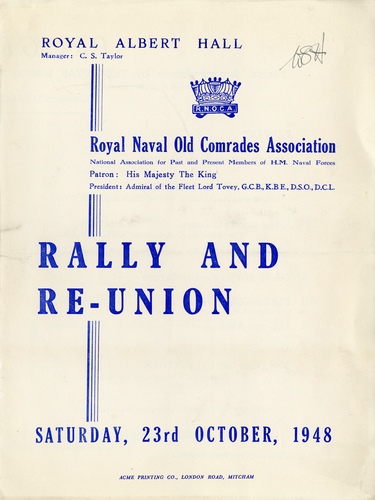 ROYAL ALBERT HALL
Manager: C. S. Taylor
R.N.O.C.A.
Royal Naval Old Comrades Association
National Association for Past and Present Members of H.M. Naval Forces
Patron: His Majesty The King
President: Admiral of the Fleet Lord Tovey, G.C.B., K.B.E., D.S.O., D.C.L.
RALLY AND
RE-UNION
SATURDAY, 23rd OCTOBER, 1948
ACME PRINTING CO., LONDON ROAD, MITCHAM